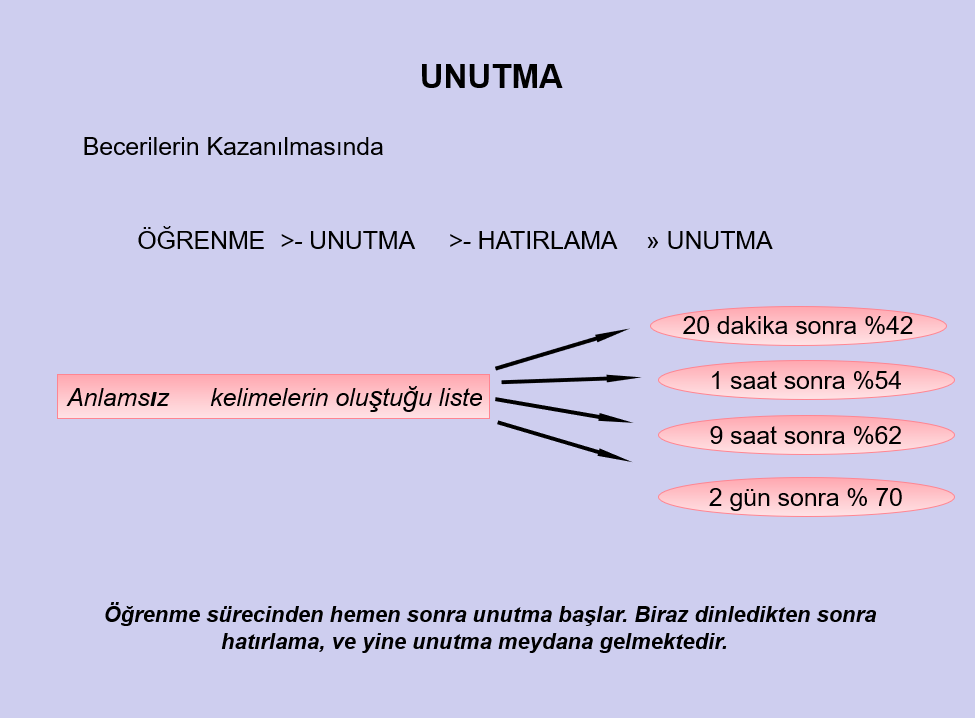 UNUTMA
Becerilerin Kazanılmasında
ÖĞRENME >- UNUTMA >- HATIRLAMA » UNUTMA
20 dakika sonra %42
1 saat sonra %54
Anlamsız kelimelerin oluştuğu liste
9 saat sonra %62
2 gün sonra % 70
Öğrenme sürecinden hemen sonra unutma başlar. Biraz dinledikten sonra
hatırlama, ve yine unutma meydana gelmektedir.